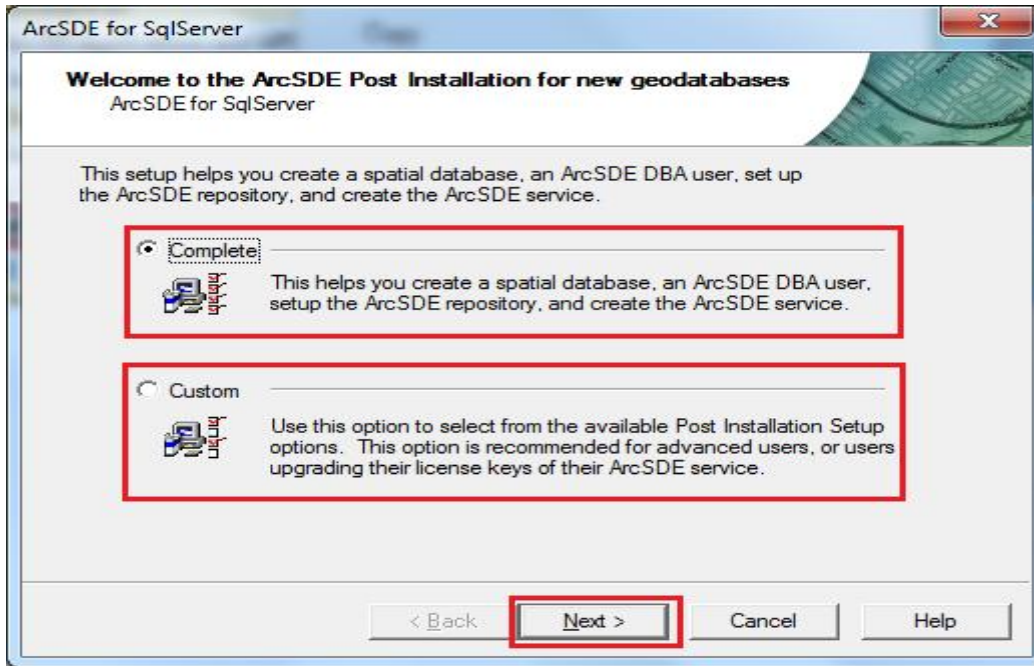 ArcSDE for SqlServer
Welcome to the ArcSDE Post Installation for new geodatabases
ArcSDE for SqlServer
This setup helps you create a spatial database, an ArcSDE DBA user, set up
the ArcSDE repository, and create the ArcSDE service.
Complete
This helps you create a spatial database, an ArcSDE DBA user,
setup the ArcSDE repository, and create the ArcSDE service.
Custom
Use this option to select from the available Post Installation Setup
options. This option is recommended for advanced users, or users
upgrading their license keys of their ArcSDE service.
< Back Next > Cancel Help